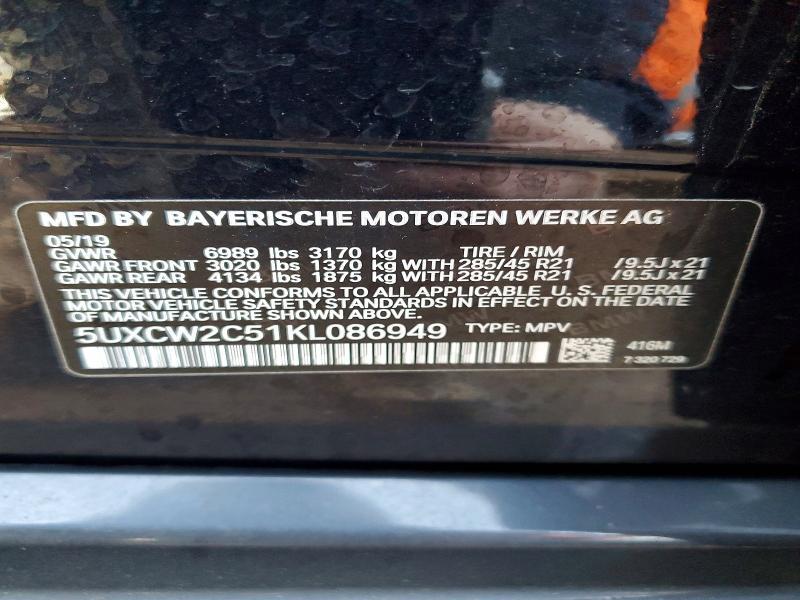 MFD BY BAYERISCHE MOTOREN WERKE AG
05/19
GVWR 6989 lbs 3170 kg TIRE / RIM
GAWR FRONT 3020 lbs 1370 kg WITH 285/45 R21 /9.5J x 21
GAWR REAR 4134 lbs 1875 kg WITH 285/45 R21 /9.5J x 21
THIS VEHICLE CONFORMS TO ALL APPLICABLE U. S. FEDERAL
MOTOR VEHICLE SAFETY STANDARDS IN EFFECT ON THE DATE
OF MANUFACTURE SHOWN ABOVE.
5UXCW2C51KL086949 TYPE: MPV
416M
7 320 729